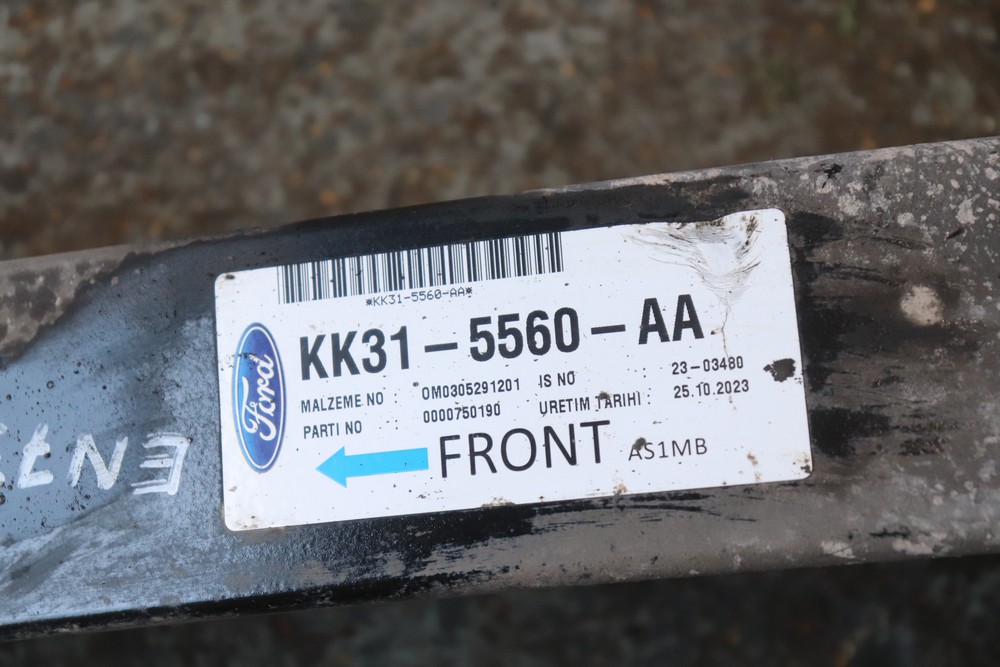 *KK31-5560-AA*
KK31-5560-AA
Ford
MALZEME NO : 0M0305291201 IS NO : 23-03480
PARTI NO : 0000750190 URETIM TARIHI : 25.10.2023
FRONT AS1MB